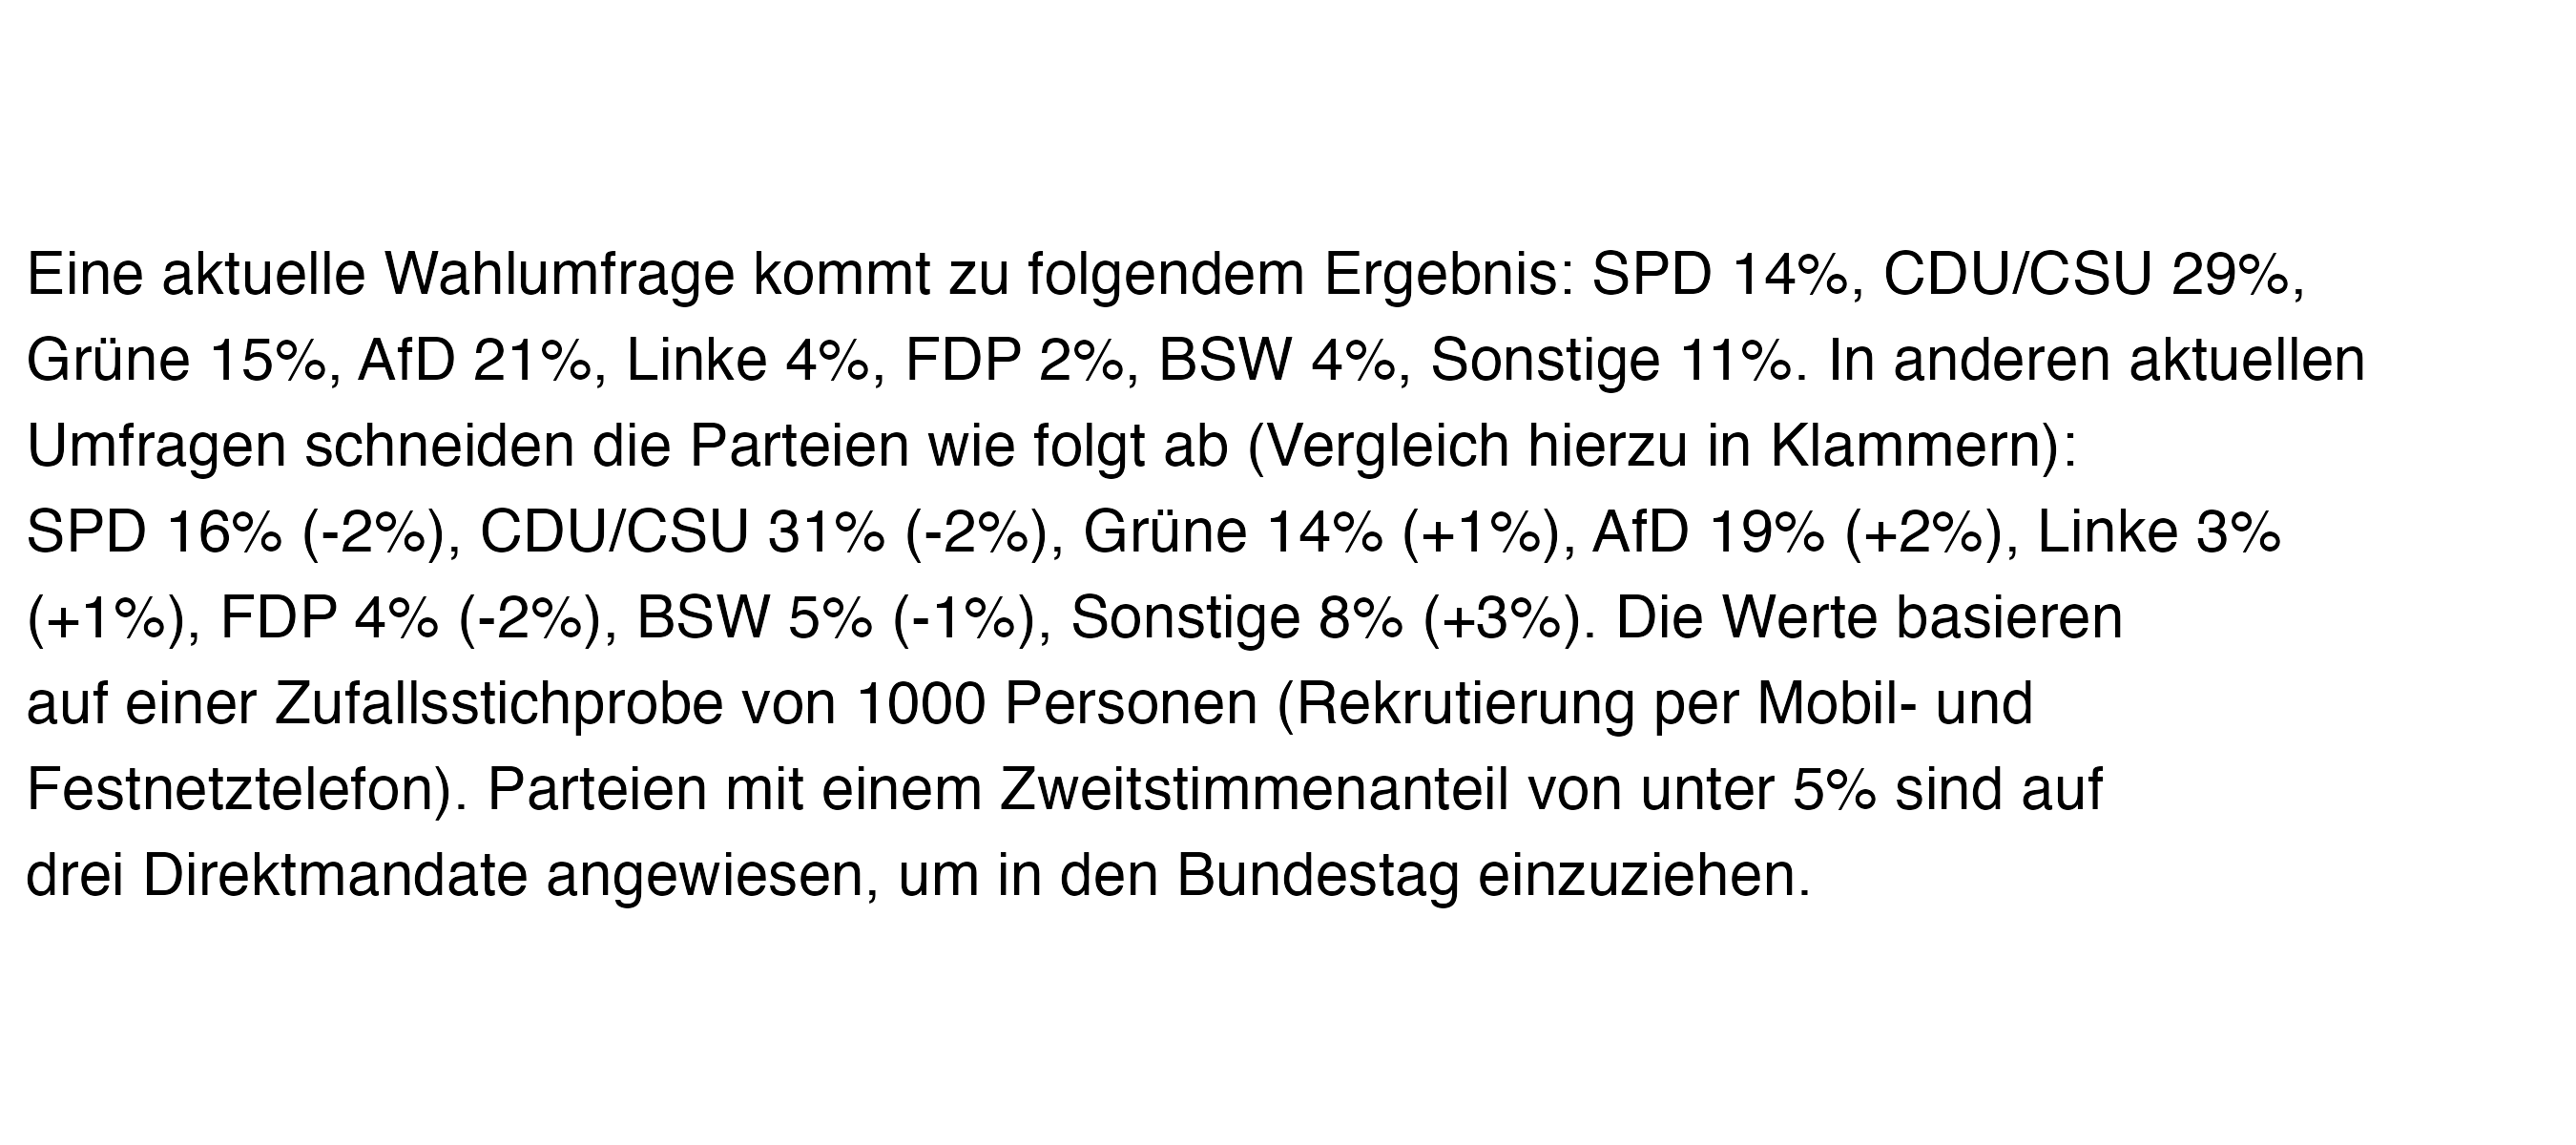 Eine aktuelle Wahlumfrage kommt zu folgendem Ergebnis: SPD 14%, CDU/CSU 29%,
Grüne 15%, AfD 21%, Linke 4%, FDP 2%, BSW 4%, Sonstige 11%. In anderen aktuellen
Umfragen schneiden die Parteien wie folgt ab (Vergleich hierzu in Klammern):
SPD 16% (-2%), CDU/CSU 31% (-2%), Grüne 14% (+1%), AfD 19% (+2%), Linke 3%
(+1%), FDP 4% (-2%), BSW 5% (-1%), Sonstige 8% (+3%). Die Werte basieren
auf einer Zufallsstichprobe von 1000 Personen (Rekrutierung per Mobil- und
Festnetztelefon). Parteien mit einem Zweitstimmenanteil von unter 5% sind auf
drei Direktmandate angewiesen, um in den Bundestag einzuziehen.